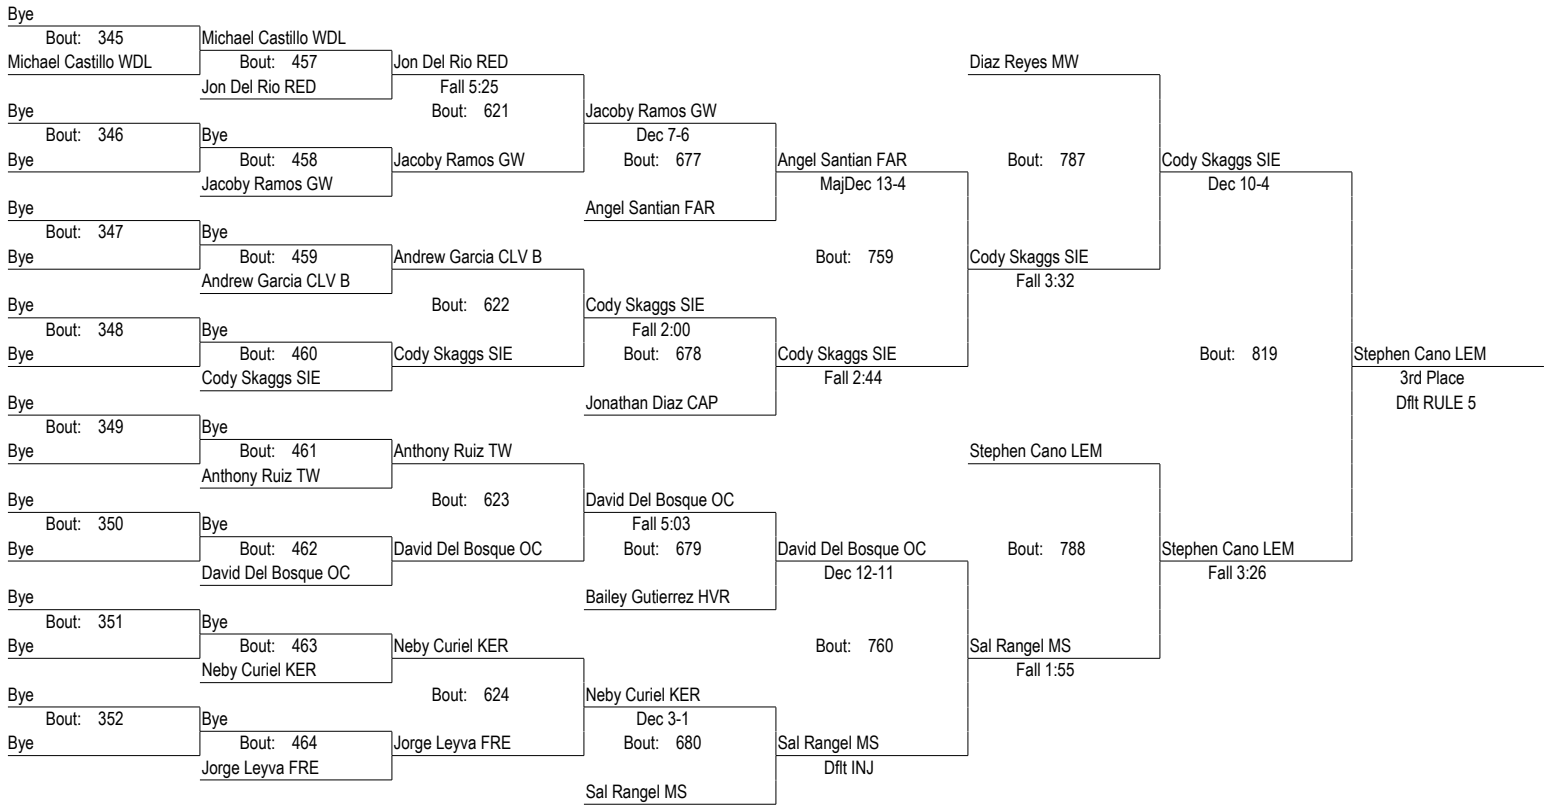 Bye
Bout: 345 Michael Castillo WDL
Michael Castillo WDL Bout: 457 Jon Del Rio RED Diaz Reyes MW
Jon Del Rio RED Fall 5:25
Bye Bout: 621 Jacoby Ramos GW
Bout: 346 Bye Dec 7-6
Bye Bout: 458 Jacoby Ramos GW Bout: 677 Angel Santian FAR Bout: 787 Cody Skaggs SIE
Jacoby Ramos GW MajDec 13-4 Dec 10-4
Bye Angel Santian FAR
Bout: 347 Bye
Bye Bout: 459 Andrew Garcia CLV B Bout: 759 Cody Skaggs SIE
Andrew Garcia CLV B Fall 3:32
Bye Bout: 622 Cody Skaggs SIE
Bout: 348 Bye Fall 2:00
Bye Bout: 460 Cody Skaggs SIE Bout: 678 Cody Skaggs SIE Bout: 819 Stephen Cano LEM
Cody Skaggs SIE Fall 2:44 3rd Place
Bye Jonathan Diaz CAP Dflt RULE 5
Bout: 349 Bye
Bye Bout: 461 Anthony Ruiz TW Stephen Cano LEM
Anthony Ruiz TW
Bye Bout: 623 David Del Bosque OC
Bout: 350 Bye Fall 5:03
Bye Bout: 462 David Del Bosque OC Bout: 679 David Del Bosque OC Bout: 788 Stephen Cano LEM
David Del Bosque OC Dec 12-11 Fall 3:26
Bye Bailey Gutierrez HVR
Bout: 351 Bye
Bye Bout: 463 Neby Curiel KER Bout: 760 Sal Rangel MS
Neby Curiel KER Fall 1:55
Bye Bout: 624 Neby Curiel KER
Bout: 352 Bye Dec 3-1
Bye Bout: 464 Jorge Leyva FRE Bout: 680 Sal Rangel MS
Jorge Leyva FRE Dflt INJ
Sal Rangel MS